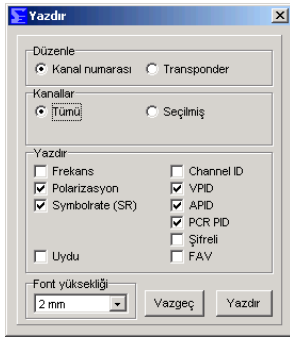 Yazdır
Düzenle
Kanal numarası Transponder
Kanallar
Tümü Seçilmiş
Yazdır
Frekans Channel ID
Polarizasyon VPID
Symbolrate (SR) APID
PCR PID
Şifreli
Uydu FAV
Font yüksekliği
2 mm Vazgeç Yazdır